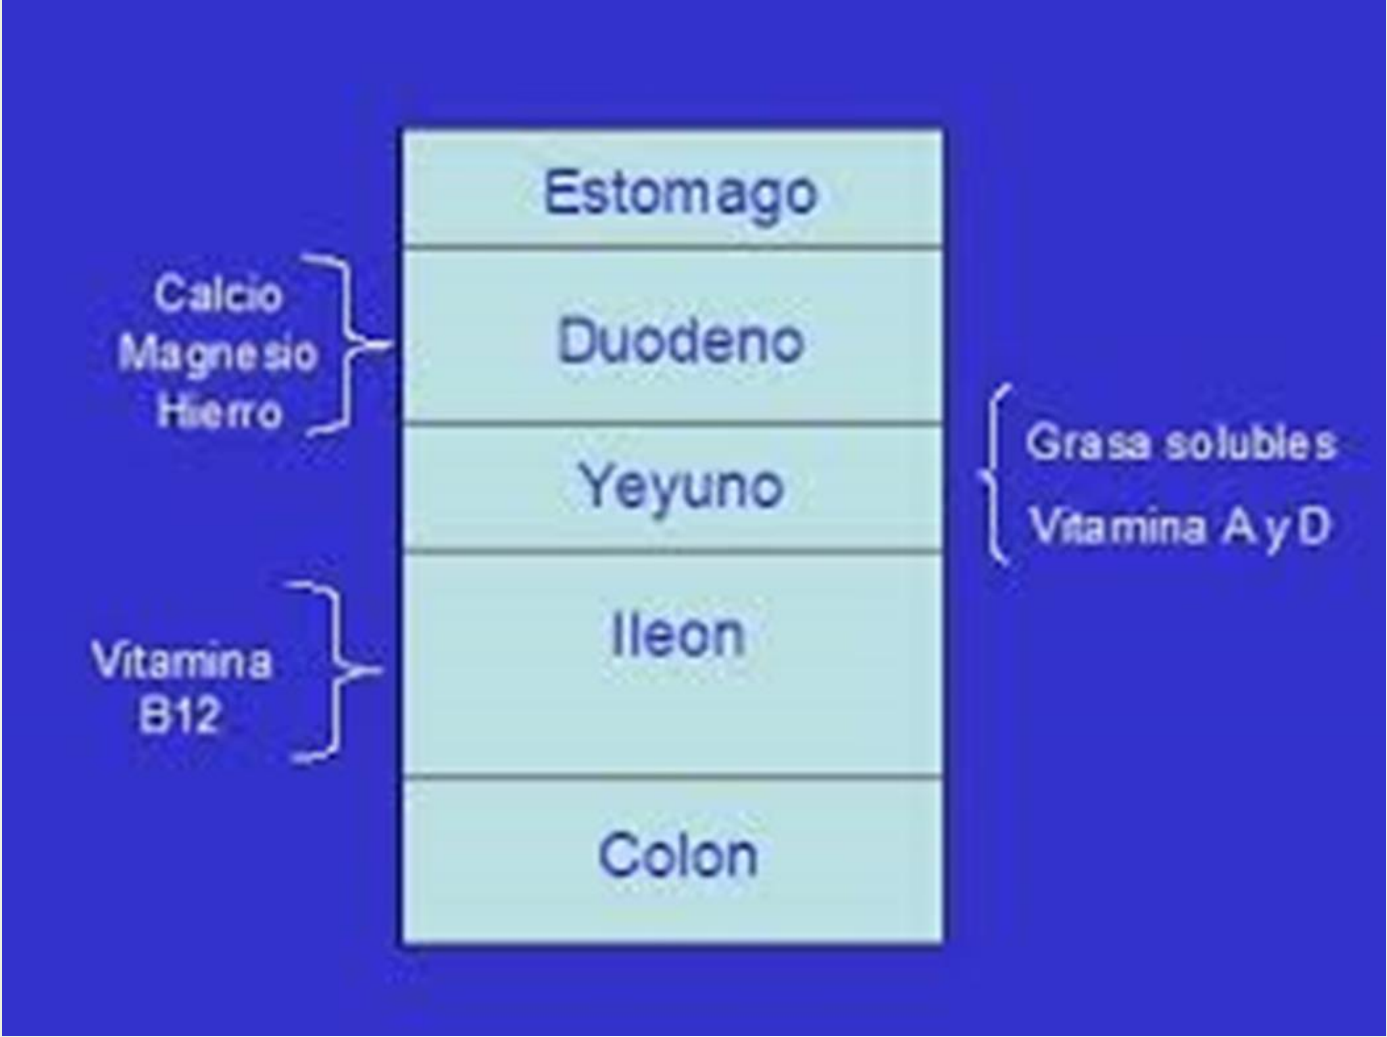 Estomago
Calcio
Magnesio
Hierro
Duodeno
Yeyuno
Grasa solubles
Vitamina A y D
Ileon
Vitamina
B12
Colon